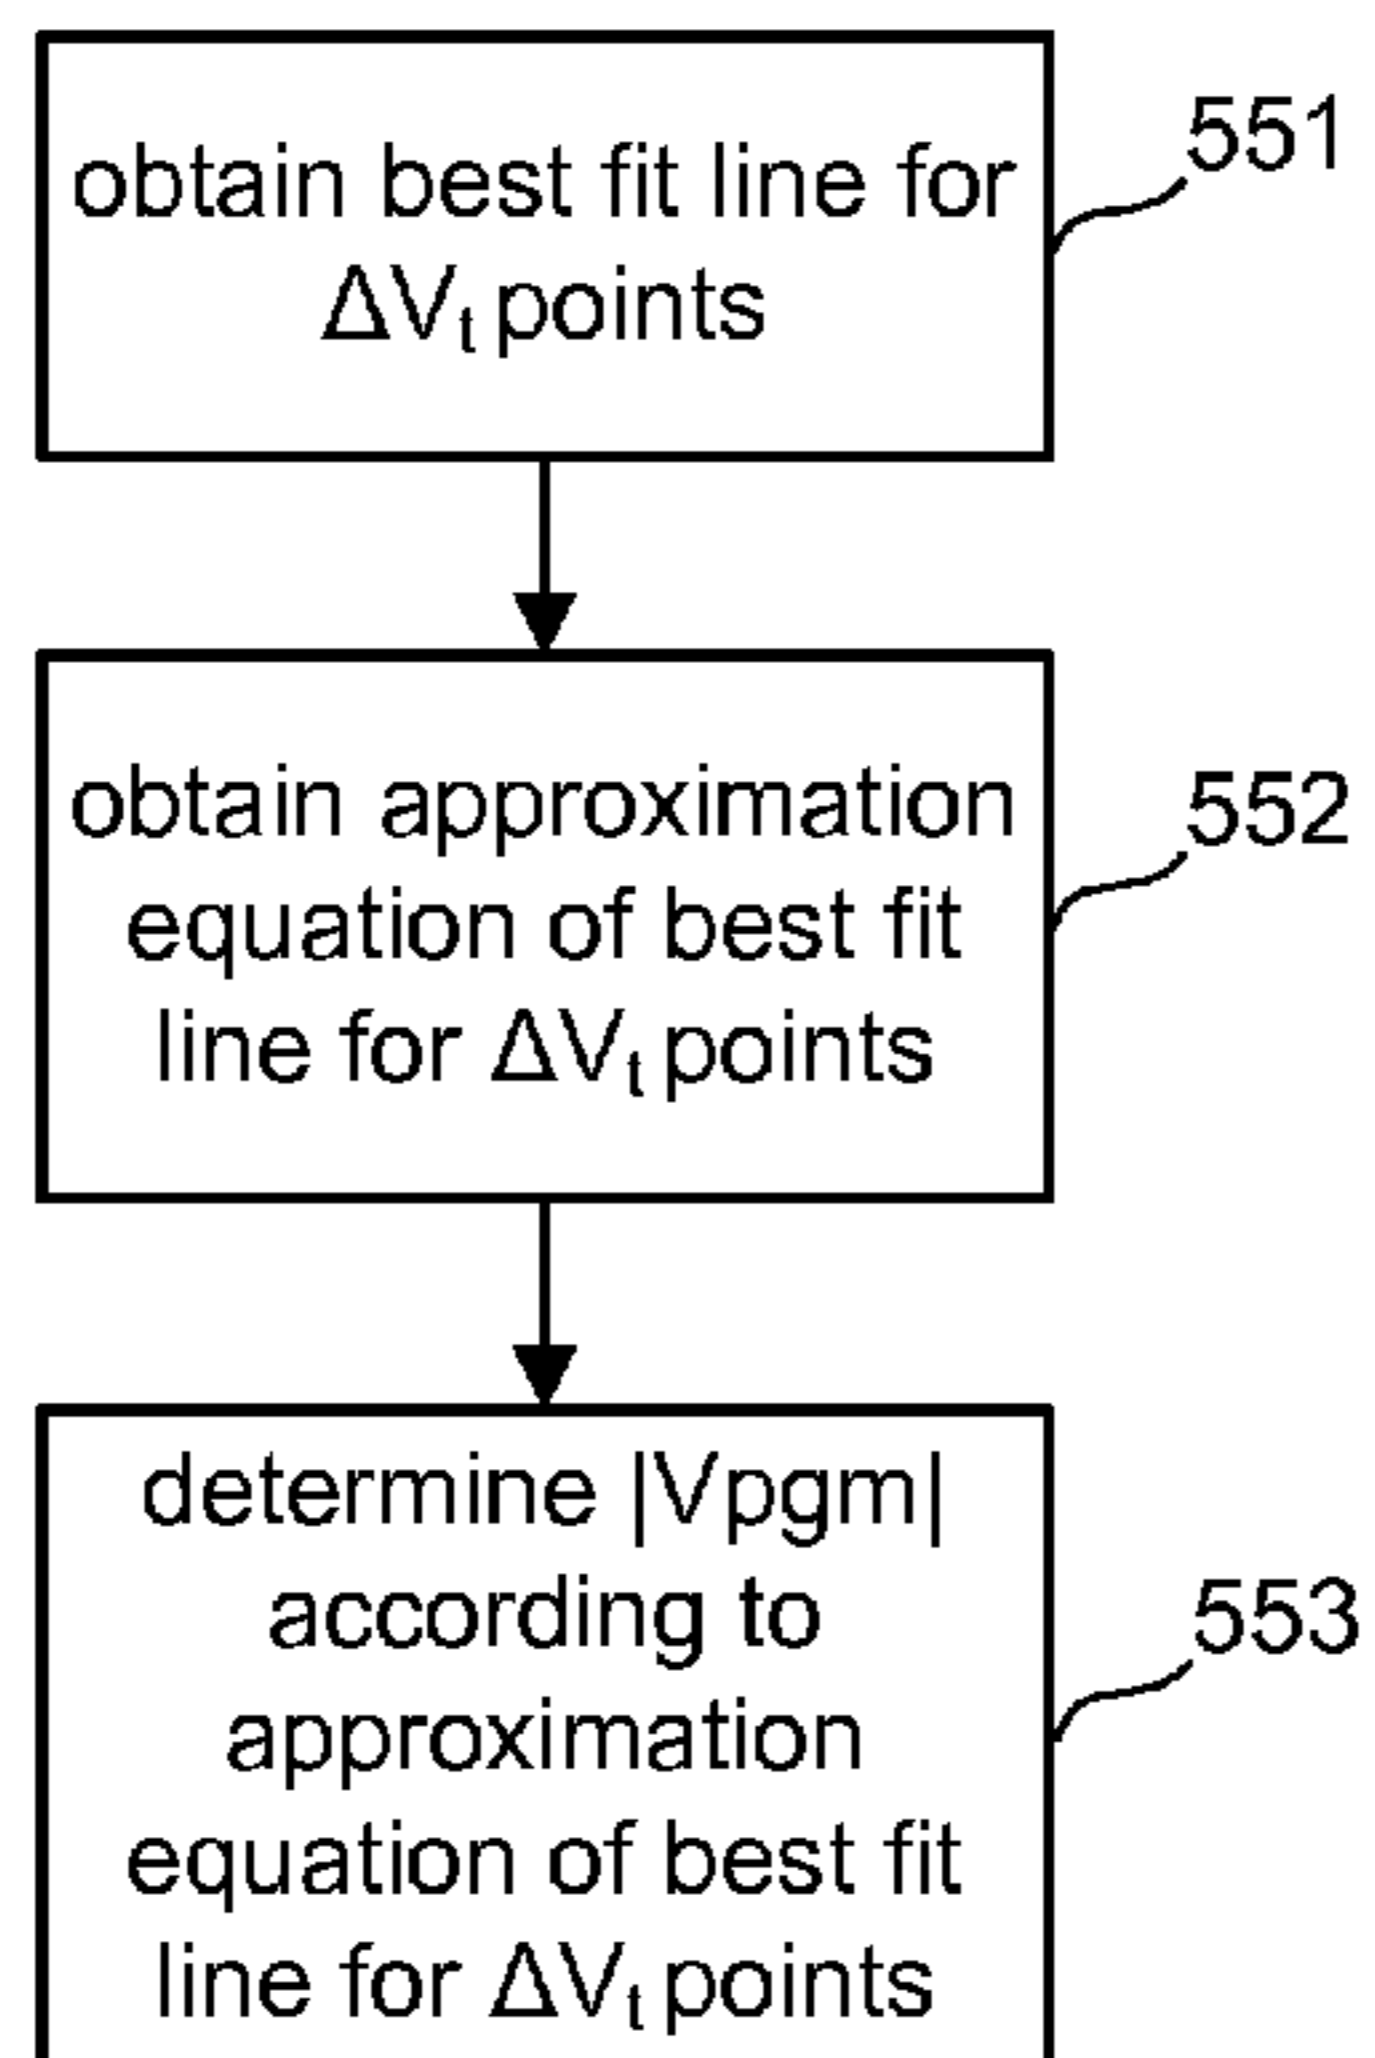 obtain best fit line for
ΔVt points
551
obtain approximation
equation of best fit
line for ΔVt points
552
determine |Vpgm|
according to
approximation
equation of best fit
line for ΔVt points
553